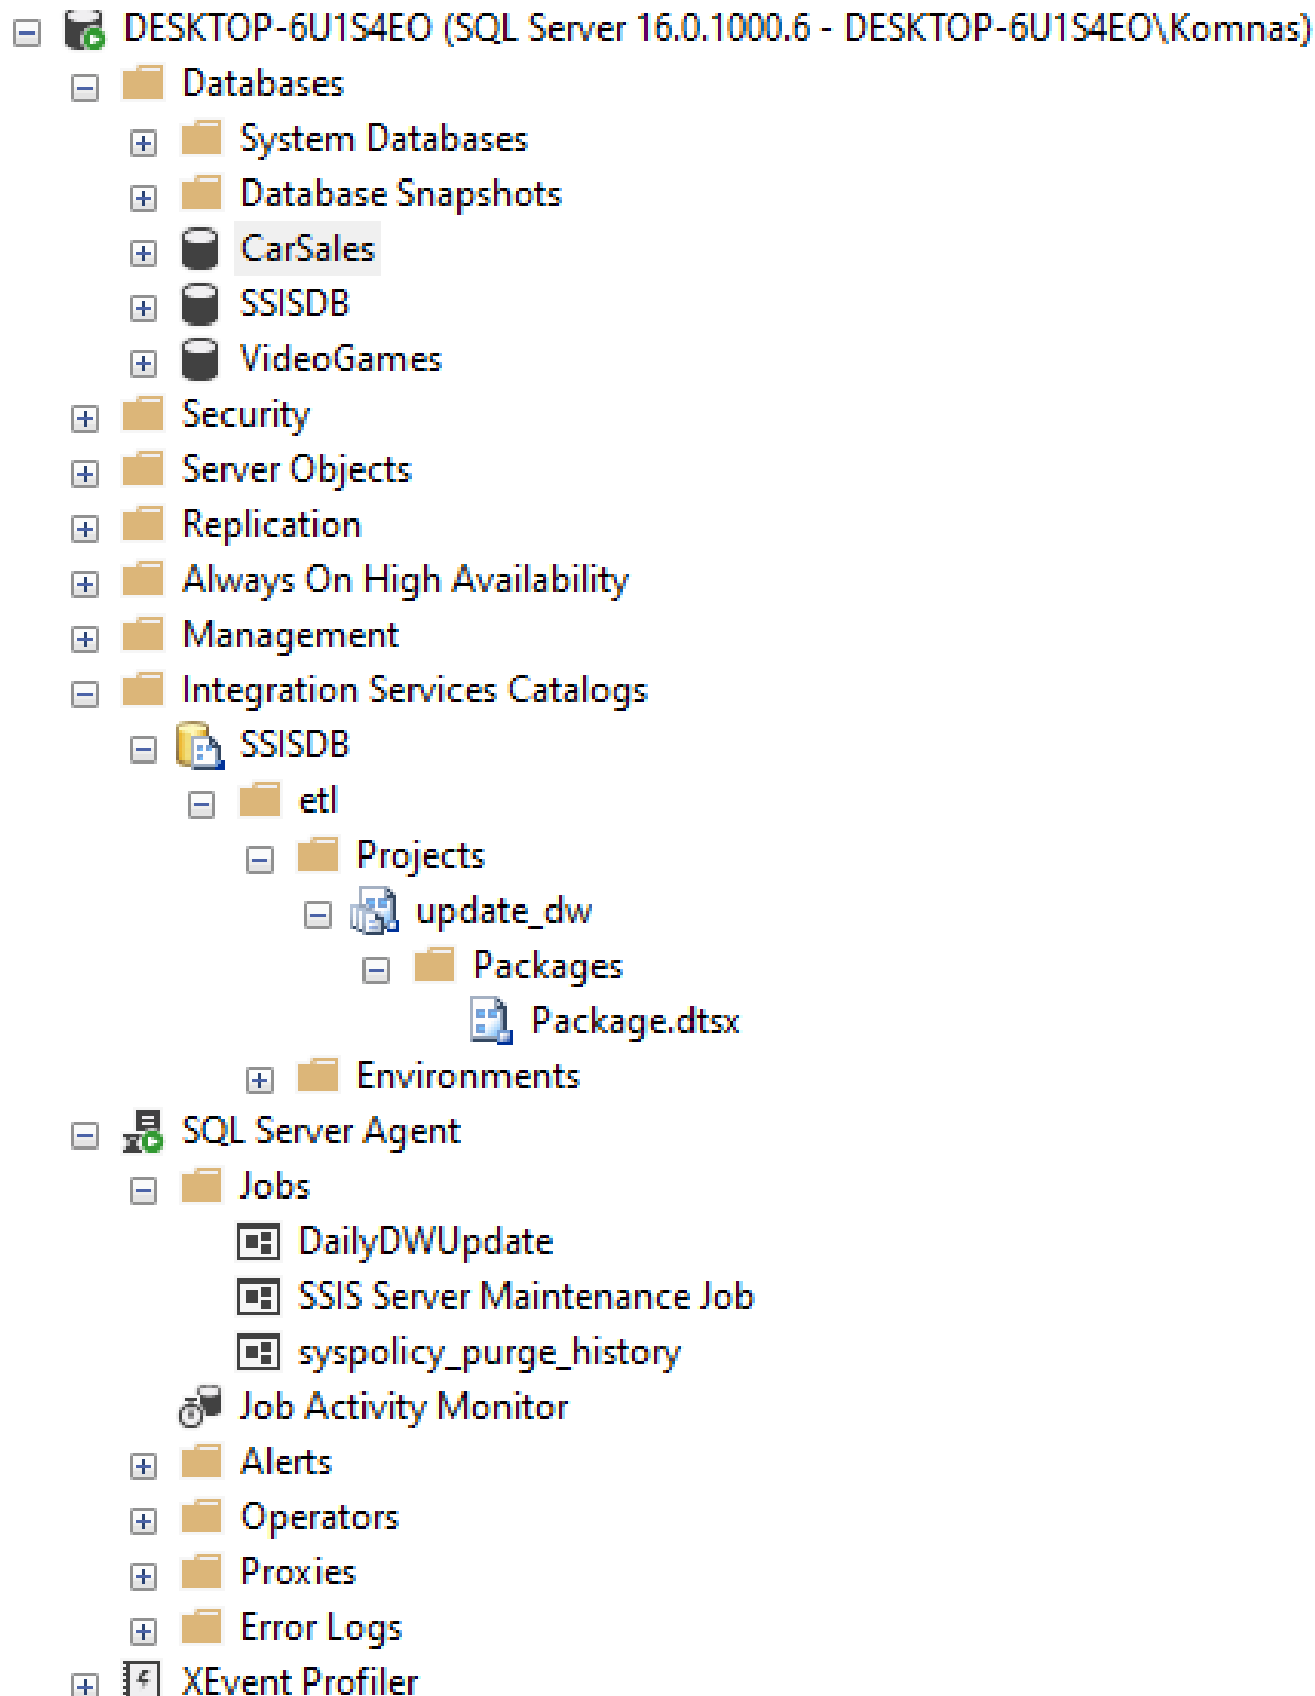 DESKTOP-6U1S4EO (SQL Server 16.0.1000.6 - DESKTOP-6U1S4EO\Komnas)
Databases
System Databases
Database Snapshots
CarSales
SSISDB
VideoGames
Security
Server Objects
Replication
Always On High Availability
Management
Integration Services Catalogs
SSISDB
etl
Projects
update_dw
Packages
Package.dtsx
Environments
SQL Server Agent
Jobs
DailyDWUpdate
SSIS Server Maintenance Job
syspolicy_purge_history
Job Activity Monitor
Alerts
Operators
Proxies
Error Logs
XEvent Profiler